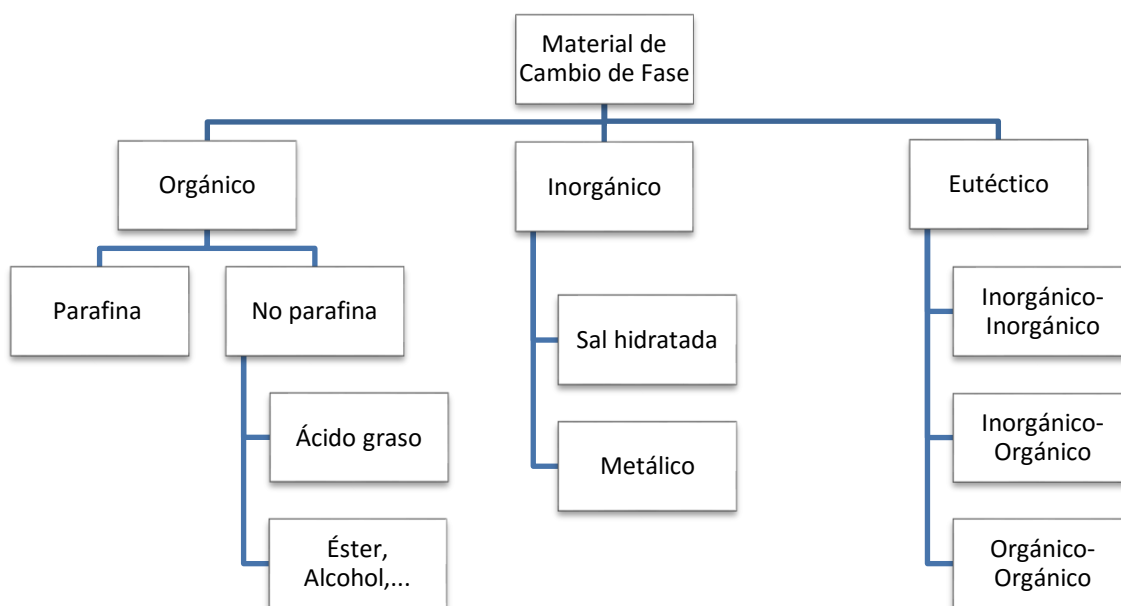 Material de
Cambio de Fase
Orgánico
Inorgánico
Eutéctico
Parafina
No parafina
Inorgánico-
Inorgánico
Sal hidratada
Ácido graso
Inorgánico-
Orgánico
Metálico
Éster,
Alcohol,...
Orgánico-
Orgánico